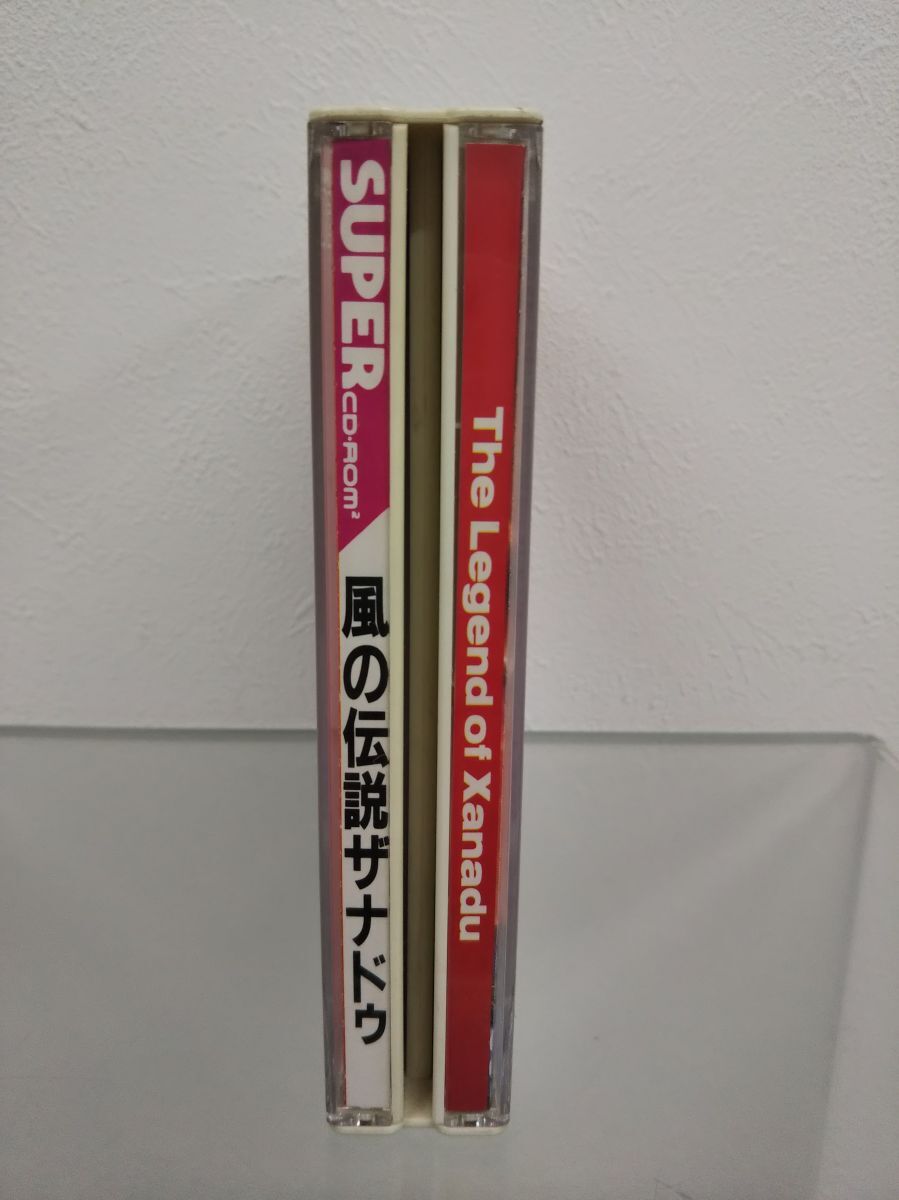 SUPER
CD·ROM²
風の伝説ザナドゥ
The Legend of Xanadu